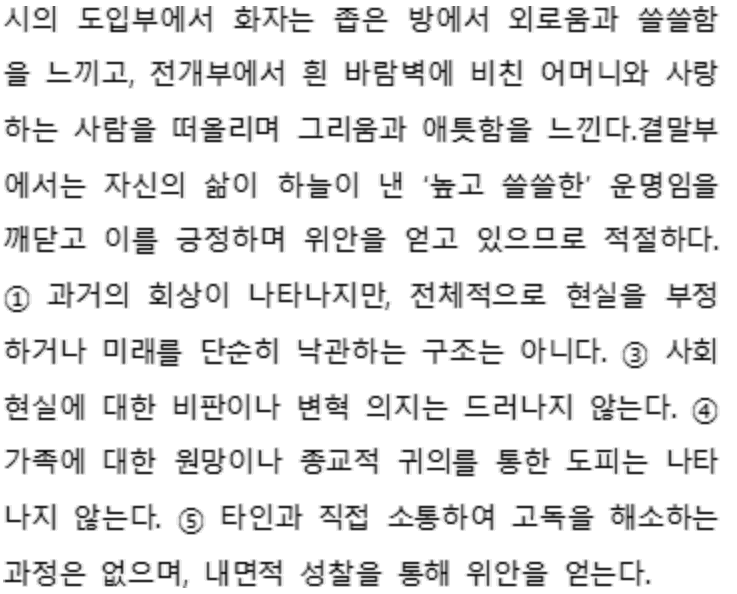 시의 도입부에서 화자는 좁은 방에서 외로움과 쓸쓸함
을 느끼고, 전개부에서 흰 바람벽에 비친 어머니와 사랑
하는 사람을 떠올리며 그리움과 애틋함을 느낀다.결말부
에서는 자신의 삶이 하늘이 낸 '높고 쓸쓸한' 운명임을
깨닫고 이를 긍정하며 위안을 얻고 있으므로 적절하다.
① 과거의 회상이 나타나지만, 전체적으로 현실을 부정
하거나 미래를 단순히 낙관하는 구조는 아니다. ③ 사회
현실에 대한 비판이나 변혁 의지는 드러나지 않는다. ④
가족에 대한 원망이나 종교적 귀의를 통한 도피는 나타
나지 않는다. ⑤ 타인과 직접 소통하여 고독을 해소하는
과정은 없으며, 내면적 성찰을 통해 위안을 얻는다.